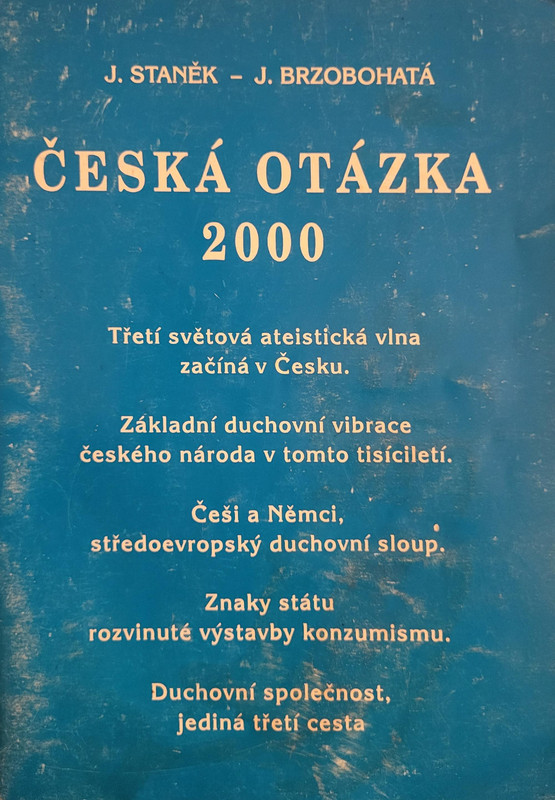 J. STANĚK – J. BRZOBOHATÁ
ČESKÁ OTÁZKA
2000
Třetí světová ateistická vlna
začíná v Česku.
Základní duchovní vibrace
českého národa v tomto tisíciletí.
Češi a Němci,
středoevropský duchovní sloup.
Znaky státu
rozvinuté výstavby konzumismu.
Duchovní společnost,
jediná třetí cesta